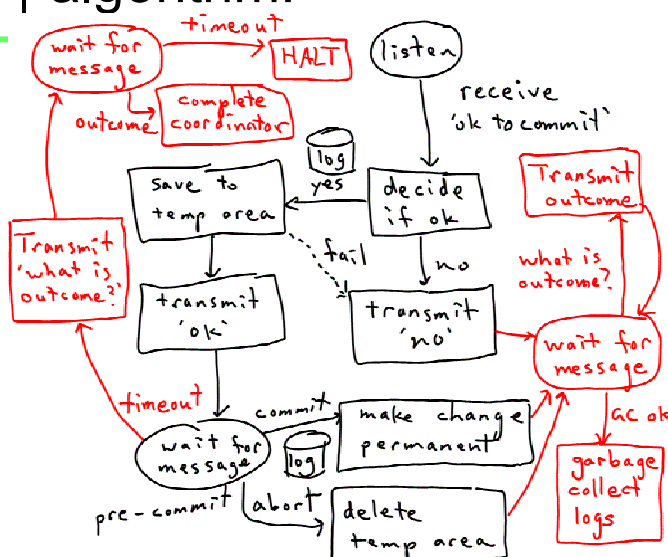 algorithm:
timeout
wait for
message
HALT
listen
complete
coordinator
outcome
receive
'ok to commit'
log
yes
save to
temp area
decide
if ok
Transmit
outcome
Transmit
'what is
outcome?'
fail
no
what is
outcome?
transmit
'ok'
transmit
'no'
wait for
message
timeout
commit
make change
permanent
GC ok
wait for
message
log
garbage
collect
logs
pre-commit
abort
delete
temp area